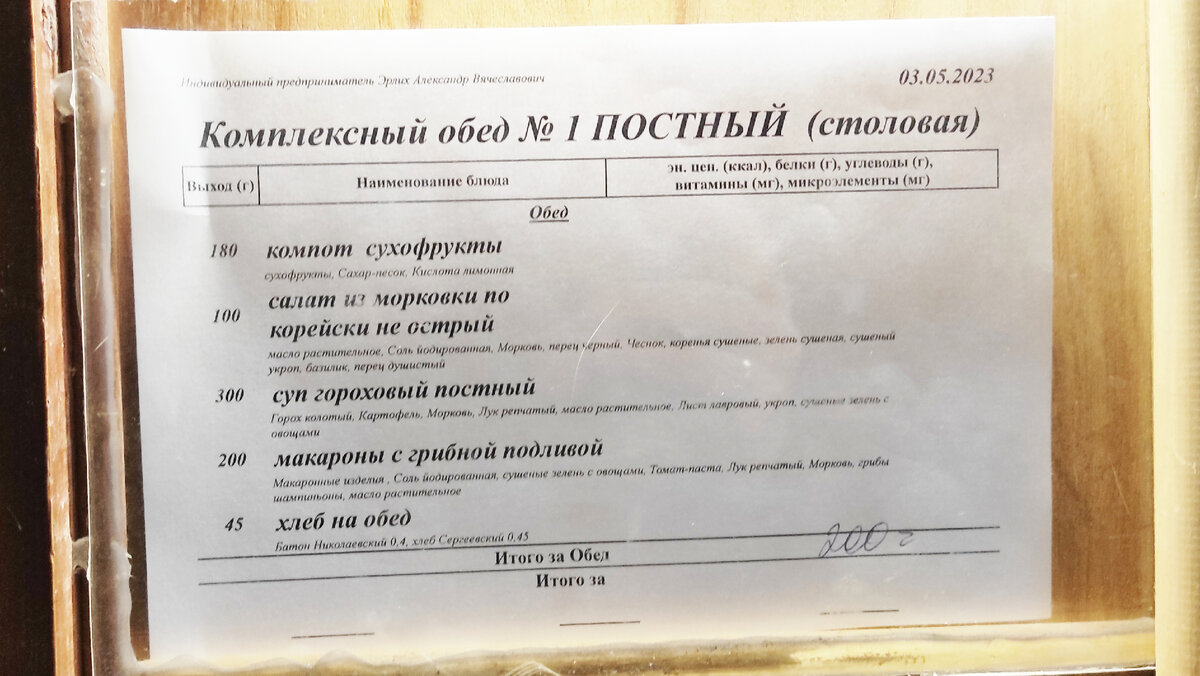 Индивидуальный предприниматель Эрлих Александр Вячеславович
03.05.2023
Комплексный обед № 1 ПОСТНЫЙ (столовая)
Выход (г)
Наименование блюда
эн. цен. (ккал), белки (г), углеводы (г),
витамины (мг), микроэлементы (мг)
Обед
180
компот сухофрукты
сухофрукты, Сахар-песок, Кислота лимонная
100
салат из морковки по
корейски не острый
масло растительное, Соль йодированная, Морковь, перец черный, Чеснок, коренья сушеные, зелень сушеная, сушеный
укроп, базилик, перец душистый
300
суп гороховый постный
Горох колотый, Картофель, Морковь, Лук репчатый, масло растительное, Лист лавровый, укроп, сушеные зелень с
овощами
200
макароны с грибной подливой
Макаронные изделия , Соль йодированная, сушеные зелень с овощами, Томат-паста, Лук репчатый, Морковь, грибы
шампиньоны, масло растительное
45
хлеб на обед
Батон Николаевский 0,4, хлеб Сергеевский 0,45
Итого за Обед
200 г
Итого за